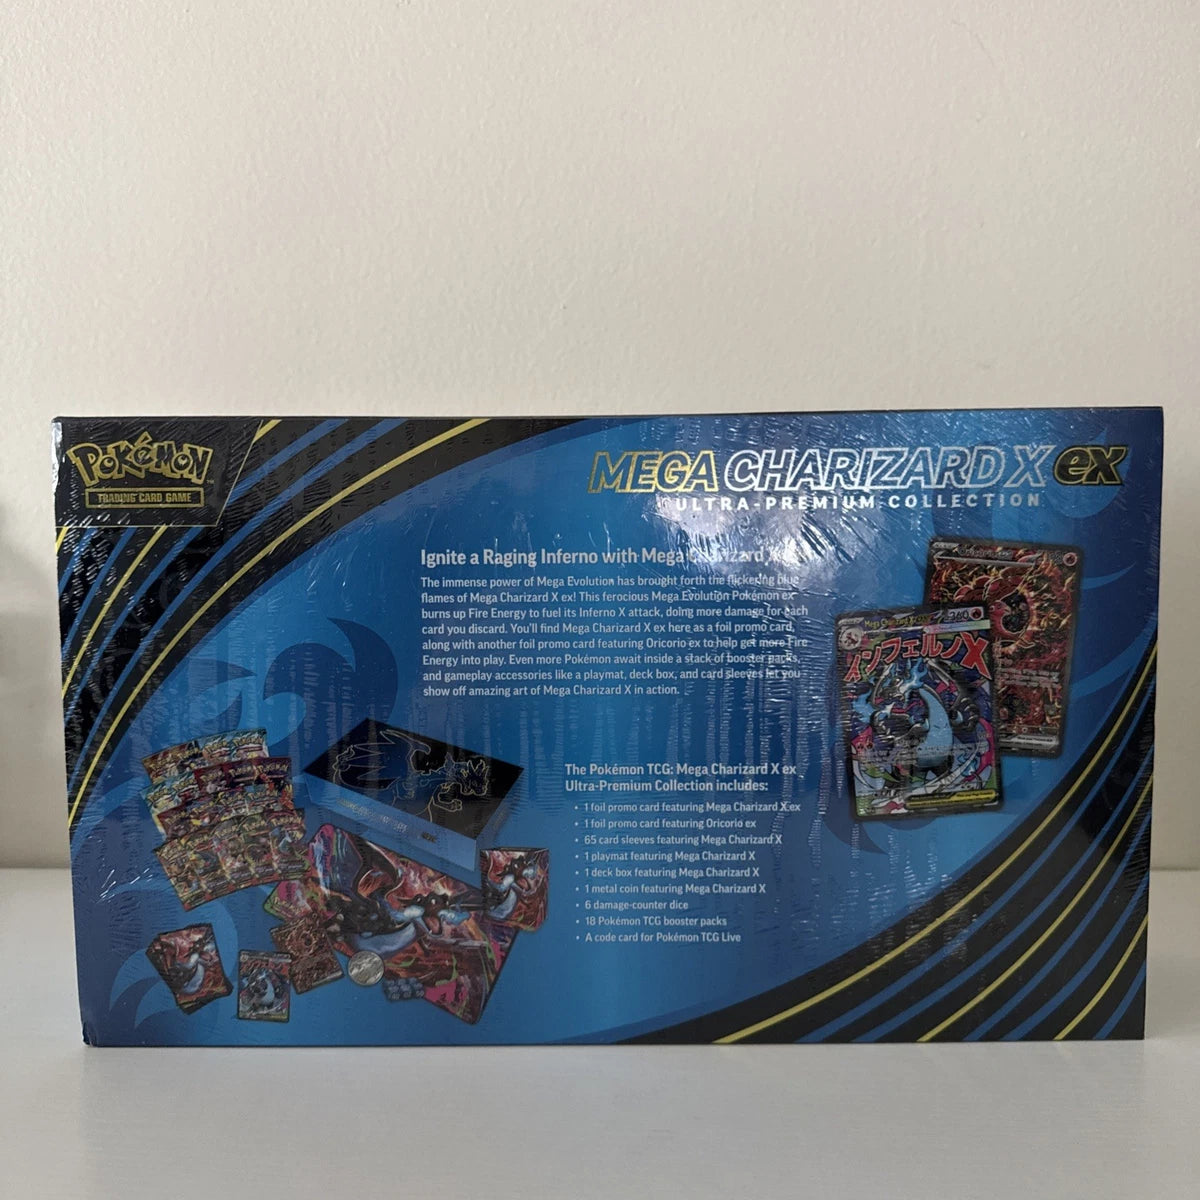 POKéMON
TRADING CARD GAME
MEGA CHARIZARD X ex
ULTRA-PREMIUM COLLECTION
Ignite a Raging Inferno with Mega Charizard X
The immense power of Mega Evolution has brought forth the flickering blue
flames of Mega Charizard X ex! This ferocious Mega Evolution Pokémon ex
burns up Fire Energy to fuel its Inferno X attack, doing more damage for each
card you discard. You'll find Mega Charizard X ex here as a foil promo card,
along with another foil promo card featuring Oricorio ex to help get more Fire
Energy into play. Even more Pokémon await inside a stack of booster packs,
and gameplay accessories like a playmat, deck box, and card sleeves let you
show off amazing art of Mega Charizard X in action.
インフェルノX
The Pokémon TCG: Mega Charizard X ex
Ultra-Premium Collection includes:
• 1 foil promo card featuring Mega Charizard X ex
• 1 foil promo card featuring Oricorio ex
• 65 card sleeves featuring Mega Charizard X
• 1 playmat featuring Mega Charizard X
• 1 deck box featuring Mega Charizard X
• 1 metal coin featuring Mega Charizard X
• 6 damage-counter dice
• 18 Pokémon TCG booster packs
• A code card for Pokémon TCG Live